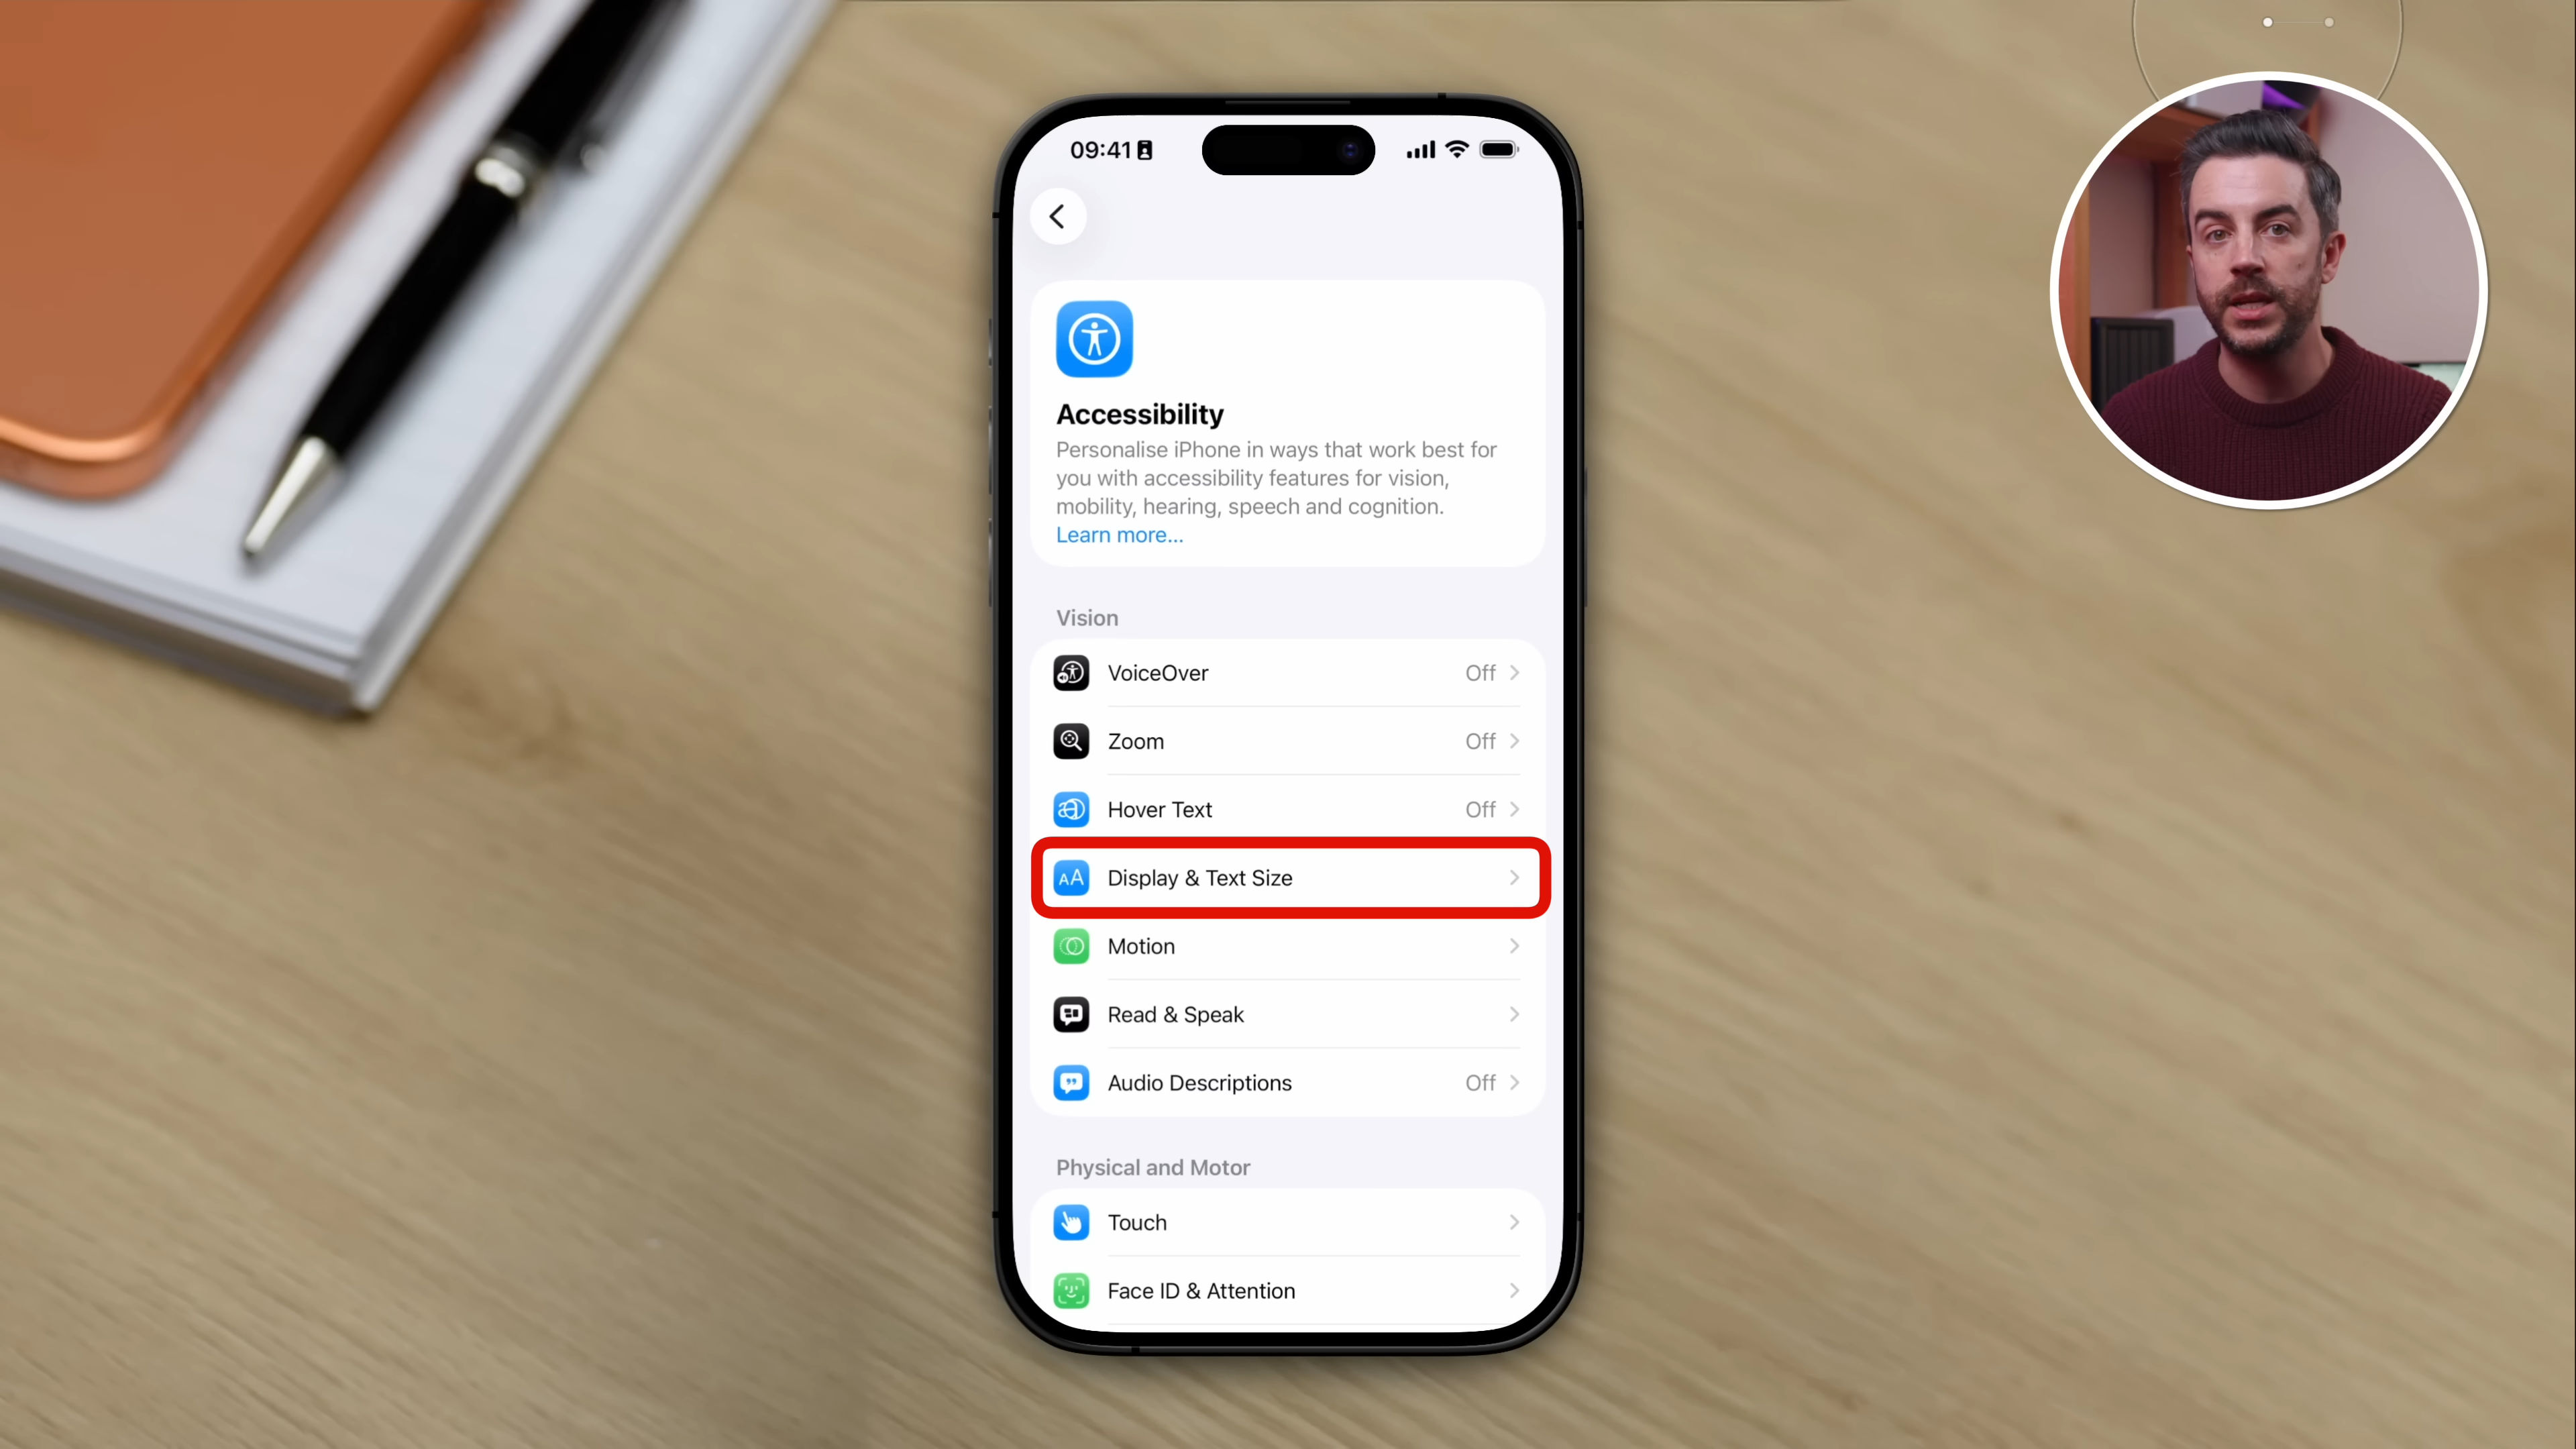 09:41
Accessibility
Personalise iPhone in ways that work best for
you with accessibility features for vision,
mobility, hearing, speech and cognition.
Learn more...
Vision
VoiceOver Off
Zoom Off
Hover Text Off
AA Display & Text Size
Motion
Read & Speak
Audio Descriptions Off
Physical and Motor
Touch
Face ID & Attention